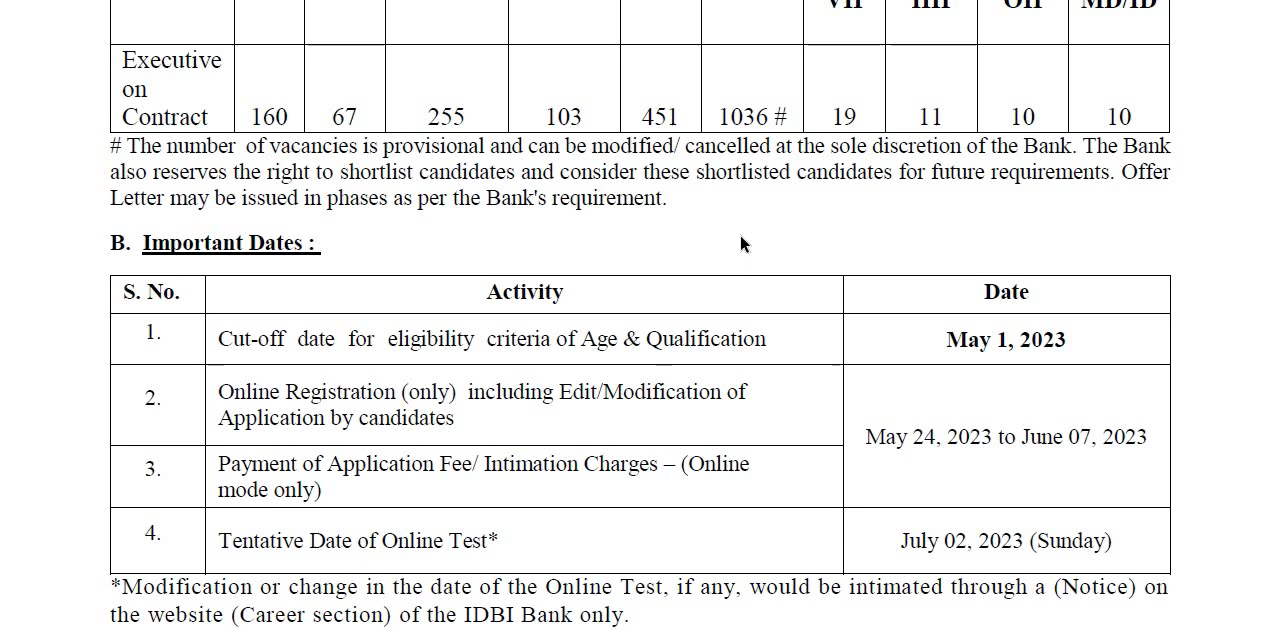 VH HH OH MD/ID
Executive
on
Contract 160 67 255 103 451 1036 # 19 11 10 10
# The number of vacancies is provisional and can be modified/ cancelled at the sole discretion of the Bank. The Bank
also reserves the right to shortlist candidates and consider these shortlisted candidates for future requirements. Offer
Letter may be issued in phases as per the Bank's requirement.
B. Important Dates :
S. No. Activity Date
1. Cut-off date for eligibility criteria of Age & Qualification May 1, 2023
2. Online Registration (only) including Edit/Modification of
Application by candidates
May 24, 2023 to June 07, 2023
3. Payment of Application Fee/ Intimation Charges – (Online
mode only)
4. Tentative Date of Online Test* July 02, 2023 (Sunday)
*Modification or change in the date of the Online Test, if any, would be intimated through a (Notice) on
the website (Career section) of the IDBI Bank only.